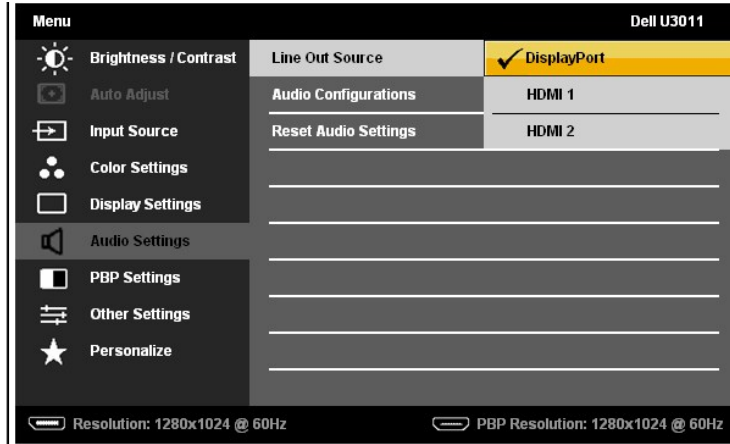 Menu Dell U3011
Brightness / Contrast Line Out Source DisplayPort
Auto Adjust Audio Configurations HDMI 1
Input Source Reset Audio Settings HDMI 2
Color Settings
Display Settings
Audio Settings
PBP Settings
Other Settings
Personalize
Resolution: 1280x1024 @ 60Hz PBP Resolution: 1280x1024 @ 60Hz